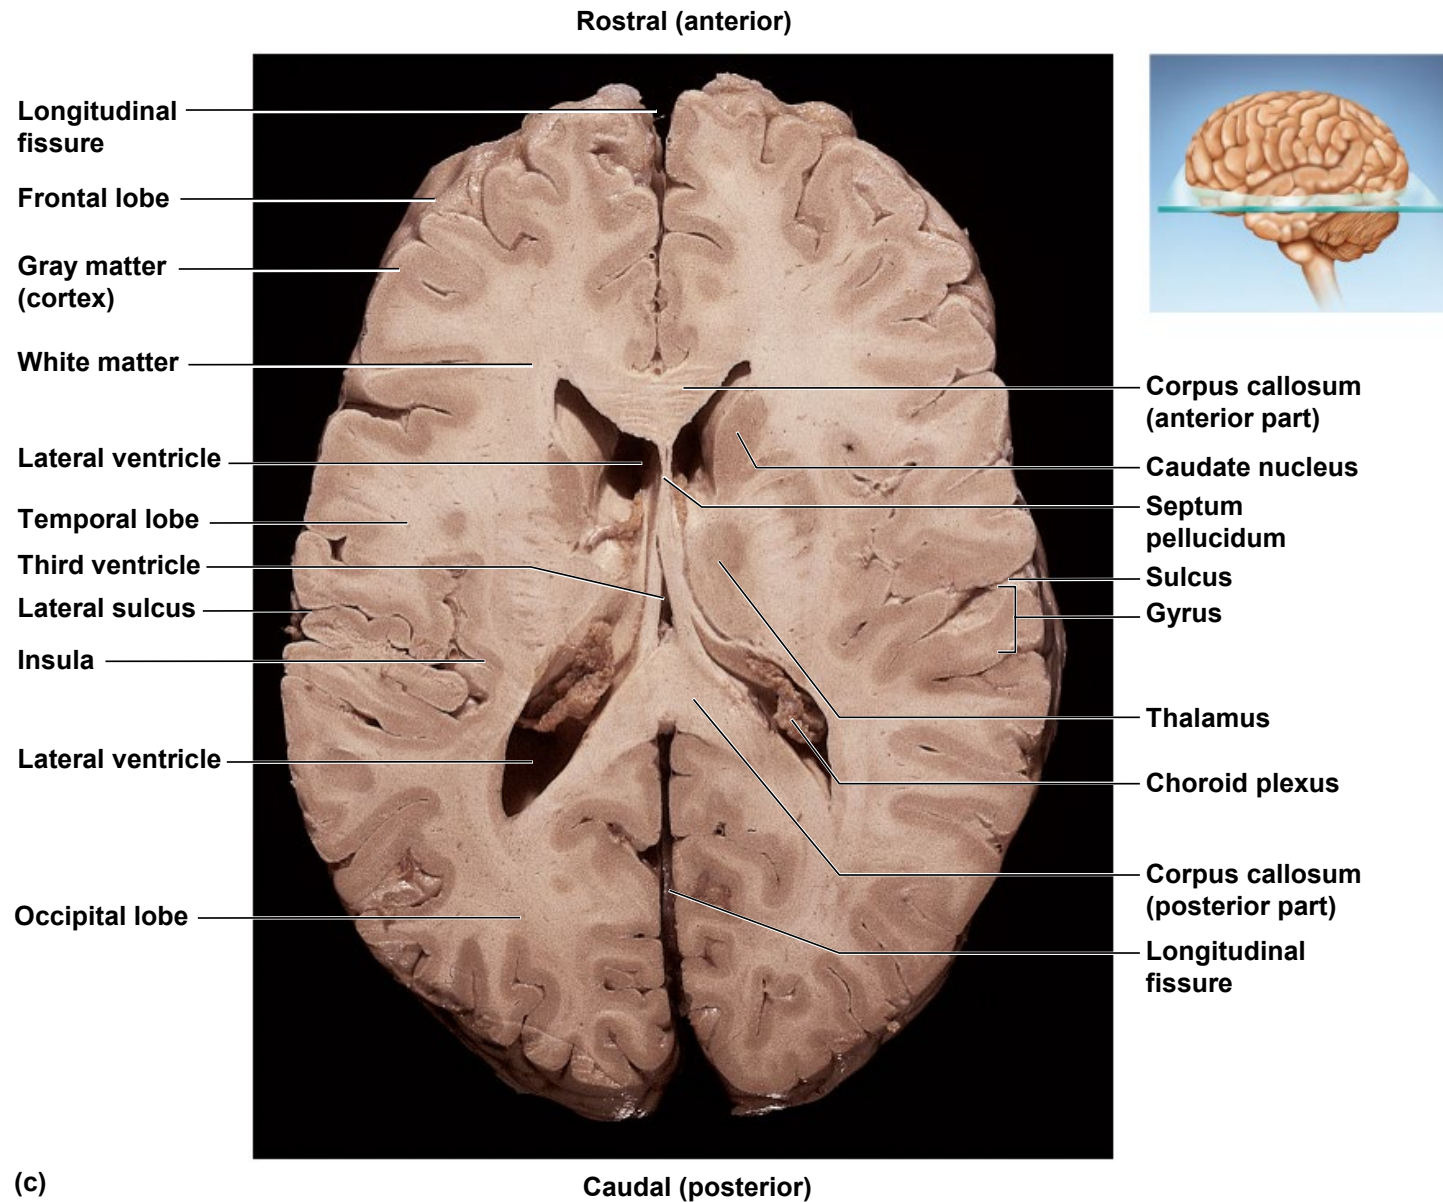 Rostral (anterior)
Longitudinal
fissure
Frontal lobe
Gray matter
(cortex)
White matter
Lateral ventricle
Temporal lobe
Third ventricle
Lateral sulcus
Insula
Lateral ventricle
Occipital lobe
Corpus callosum
(anterior part)
Caudate nucleus
Septum
pellucidum
Sulcus
Gyrus
Thalamus
Choroid plexus
Corpus callosum
(posterior part)
Longitudinal
fissure
(c)
Caudal (posterior)